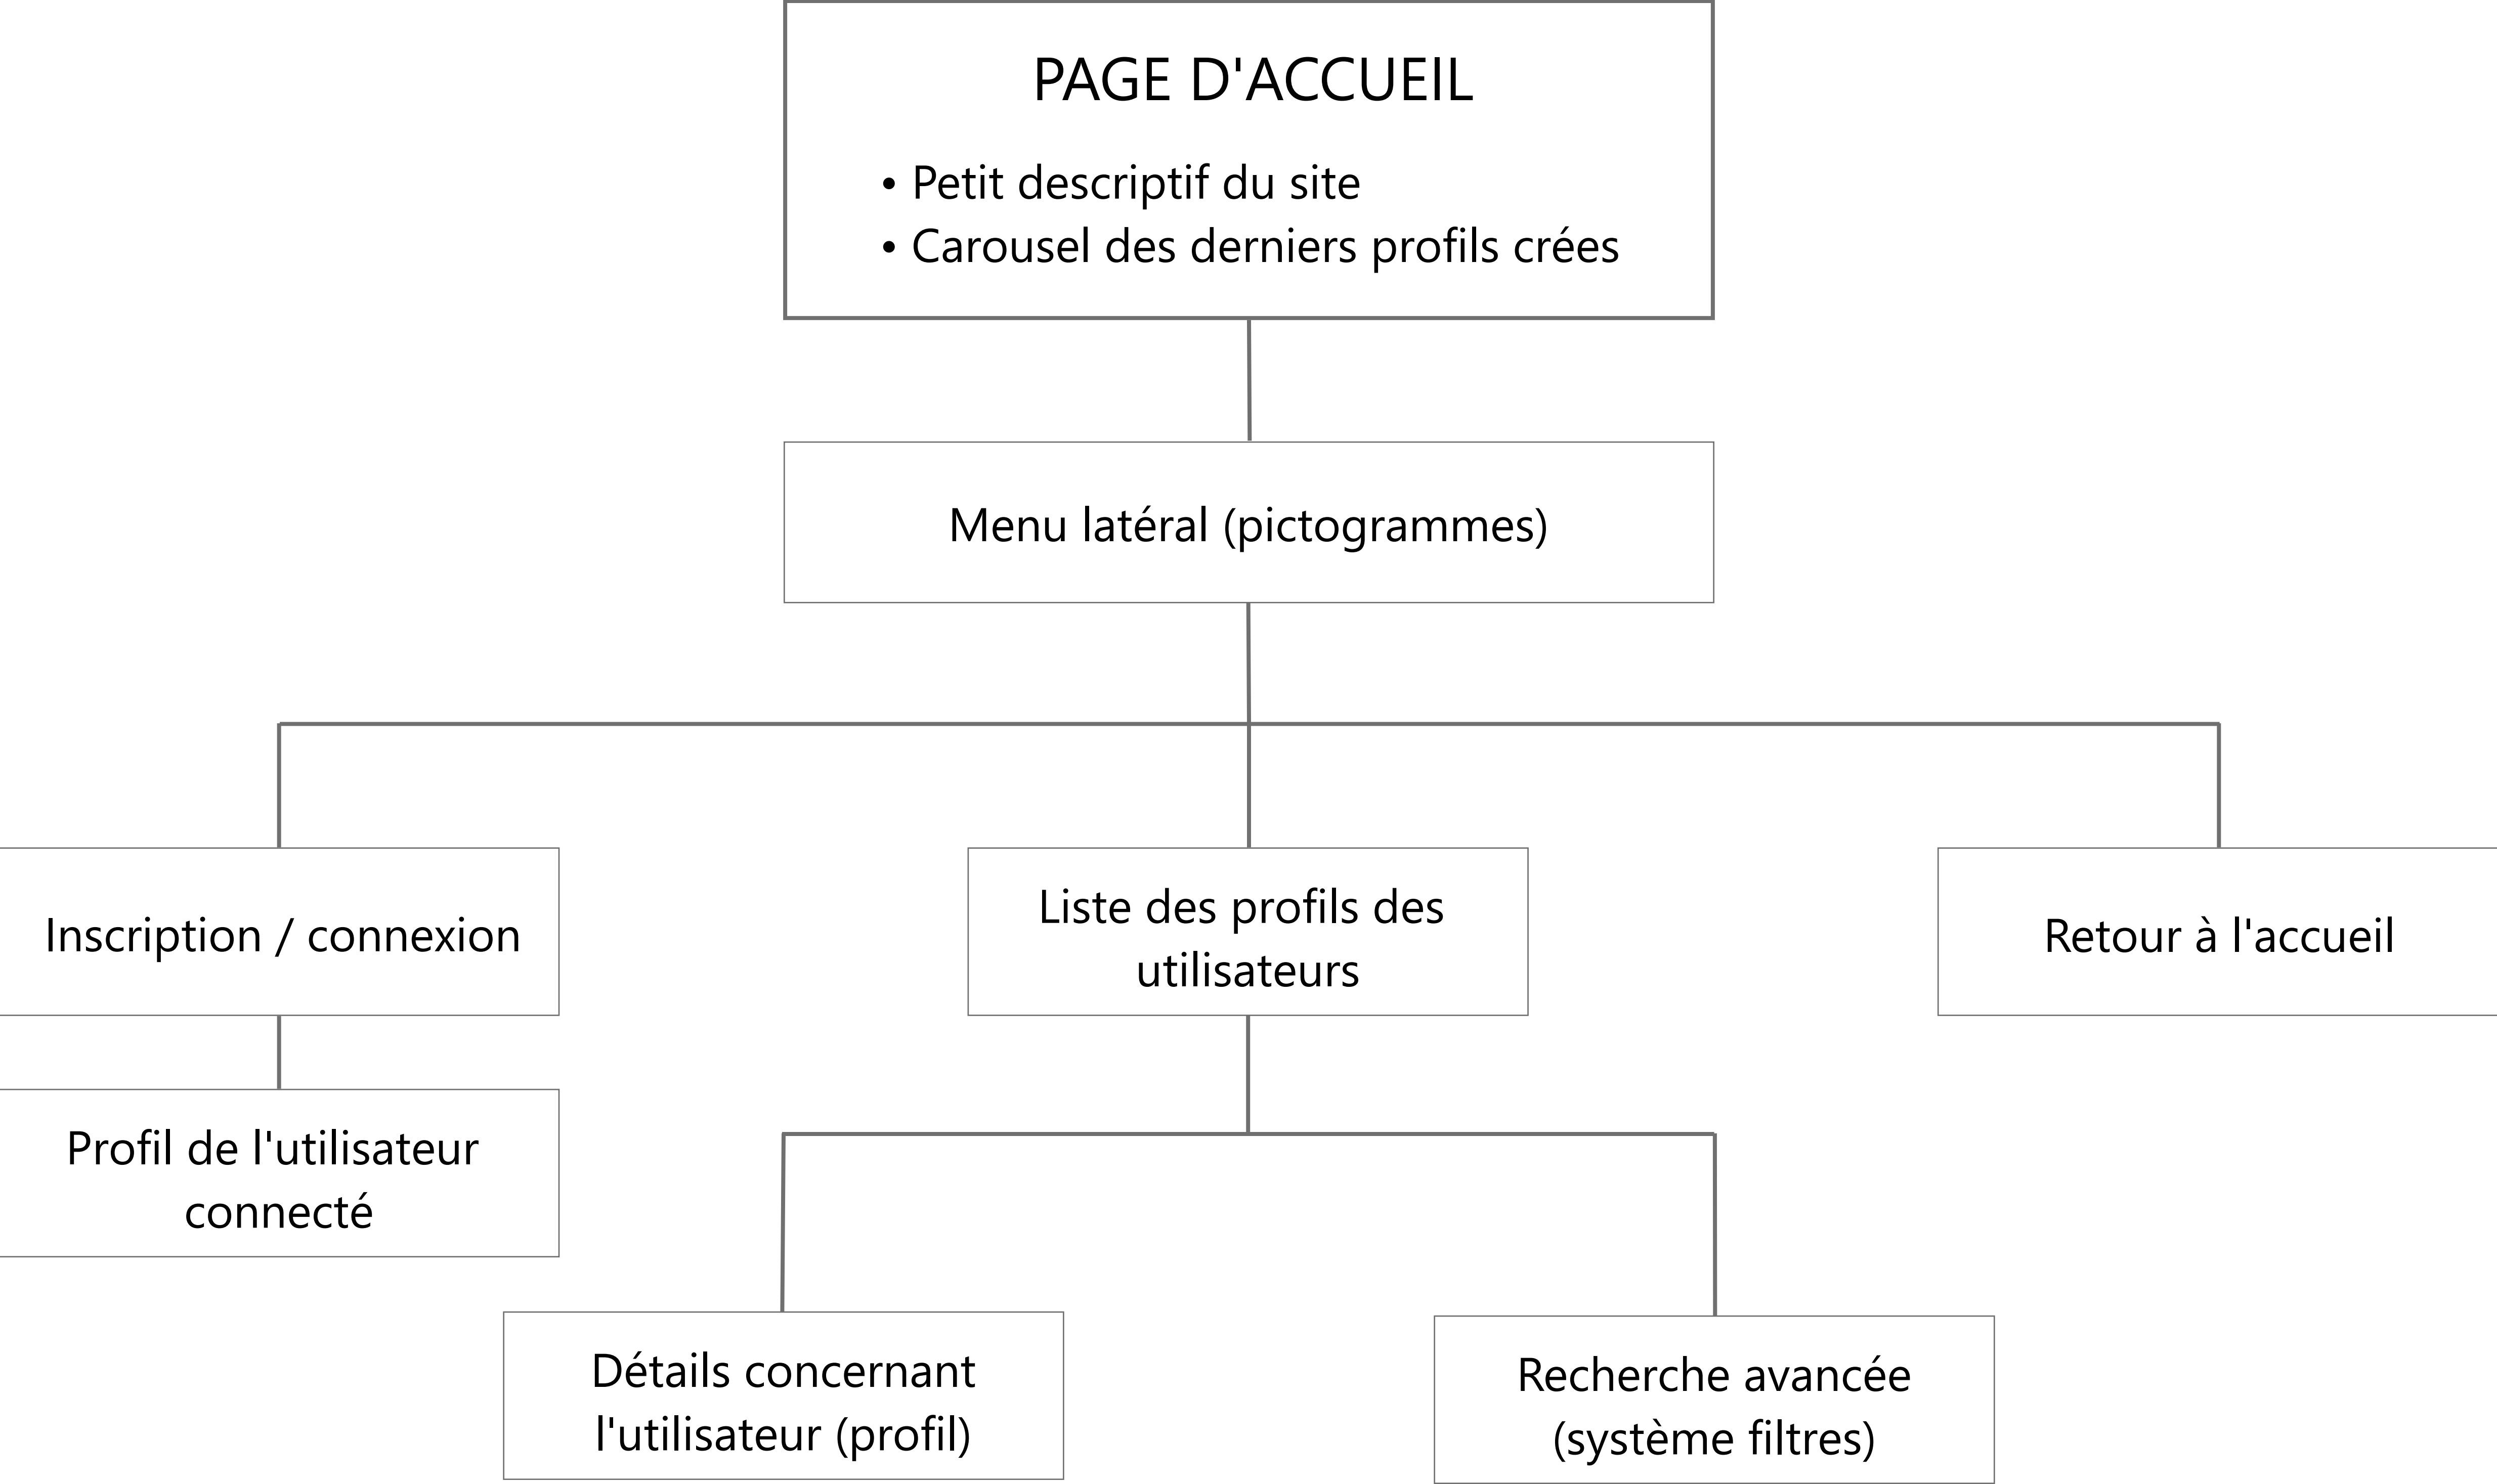 PAGE D'ACCUEIL
• Petit descriptif du site
• Carousel des derniers profils crées
Menu latéral (pictogrammes)
Inscription / connexion
Liste des profils des
utilisateurs
Retour à l'accueil
Profil de l'utilisateur
connecté
Détails concernant
l'utilisateur (profil)
Recherche avancée
(système filtres)